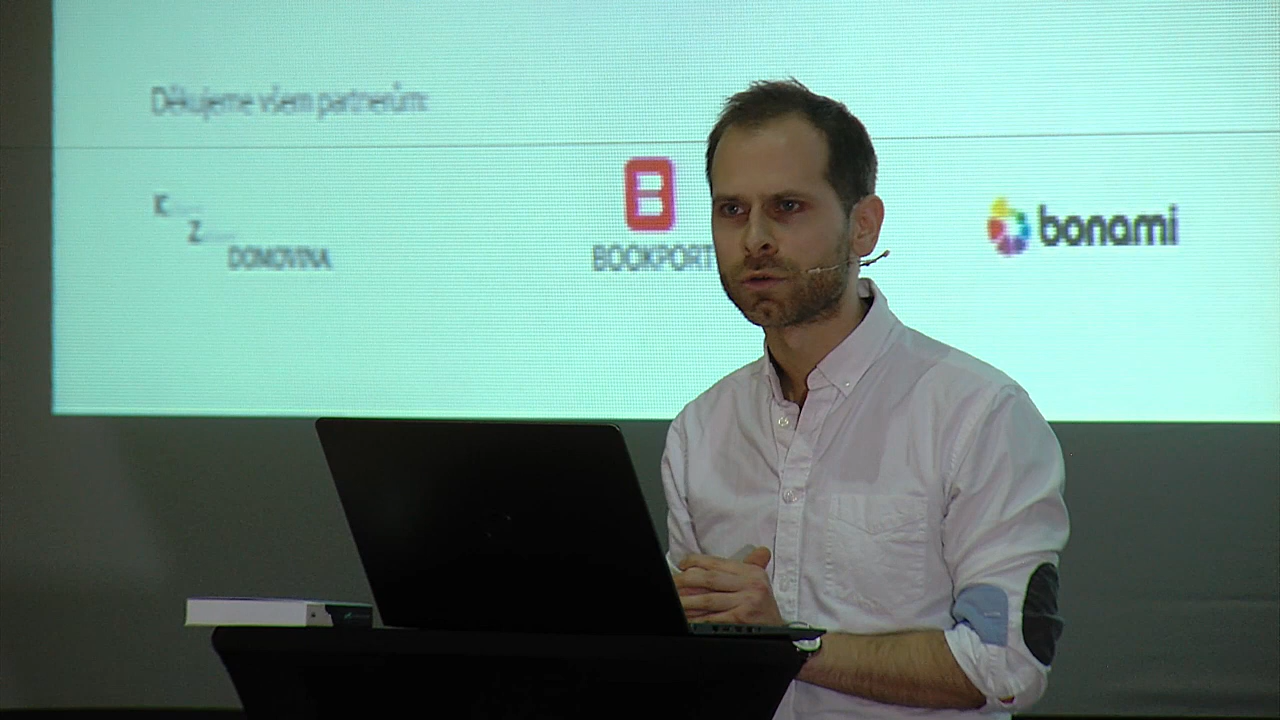 Děkujeme všem partnerům:
K
Z
DOMOVINA
BOOKPORT
bonami